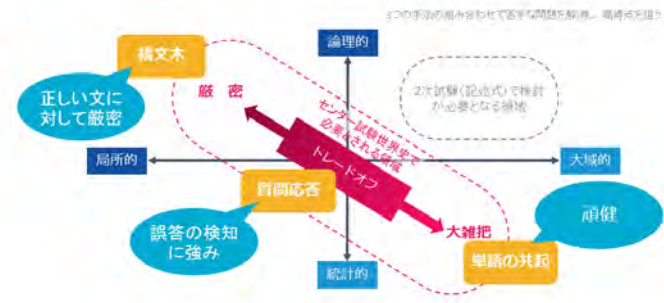 3つの手法の組み合わせで苦手な問題を解消し、高得点を狙う
論理的
構文木
正しい文に
対して厳密
厳 密
センター試験世界史で
必要とされる領域
2次試験(記述式)で検討
が必要となる領域
局所的
トレードオフ
大域的
質問応答
誤答の検知
に強み
大雑把
頑健
単語の共起
統計的